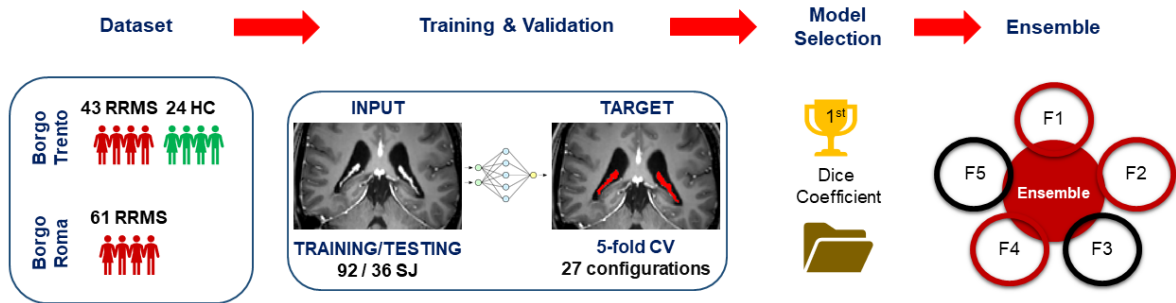 Dataset
Training & Validation
Model
Selection
Ensemble
Borgo
Trento
43 RRMS
24 HC
Borgo
Roma
61 RRMS
INPUT
TARGET
TRAINING/TESTING
92 / 36 SJ
5-fold CV
27 configurations
1st
Dice
Coefficient
F1
F2
F3
F4
F5
Ensemble